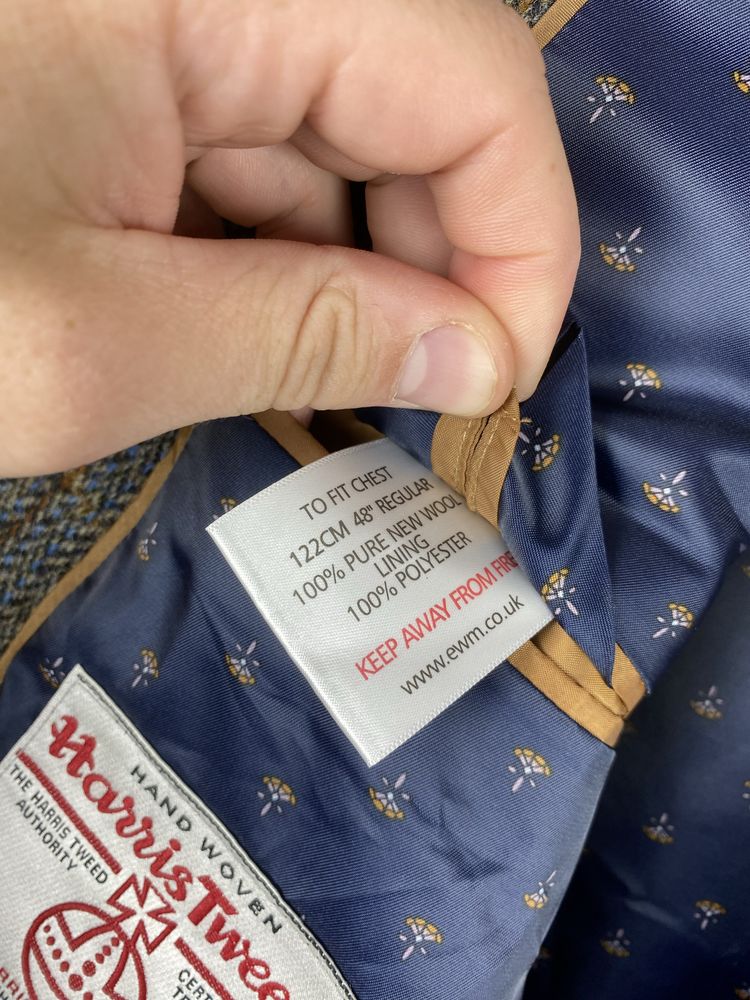 TO FIT CHEST
122CM 48" REGULAR
100% PURE NEW WOOL
LINING
100% POLYESTER
KEEP AWAY FROM FIRE
www.ewm.co.uk
HAND WOVEN
Harris Twee
THE HARRIS TWEED
AUTHORITY